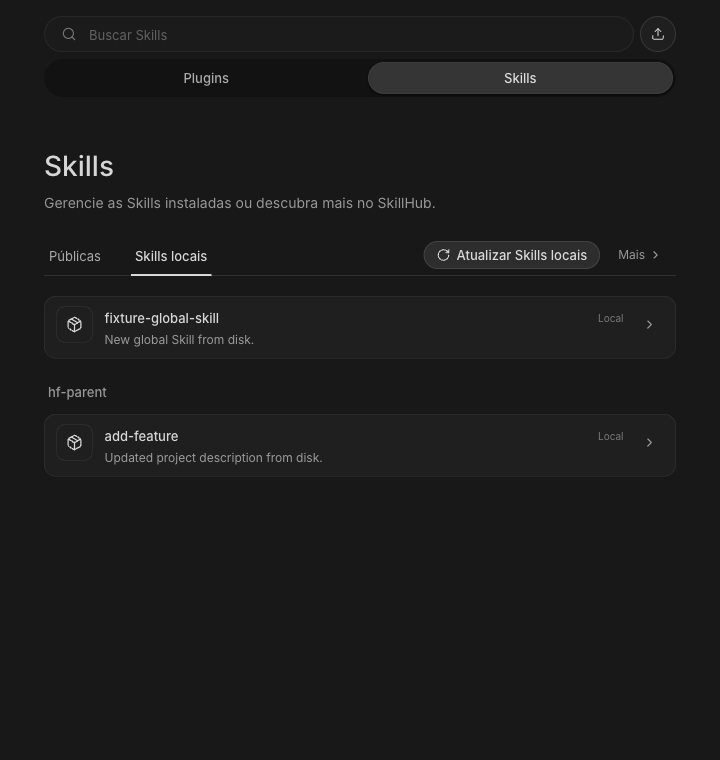 Buscar Skills
Plugins
Skills
Skills
Gerencie as Skills instaladas ou descubra mais no SkillHub.
Públicas
Skills locais
Atualizar Skills locais
Mais
fixture-global-skill
Local
New global Skill from disk.
hf-parent
add-feature
Local
Updated project description from disk.